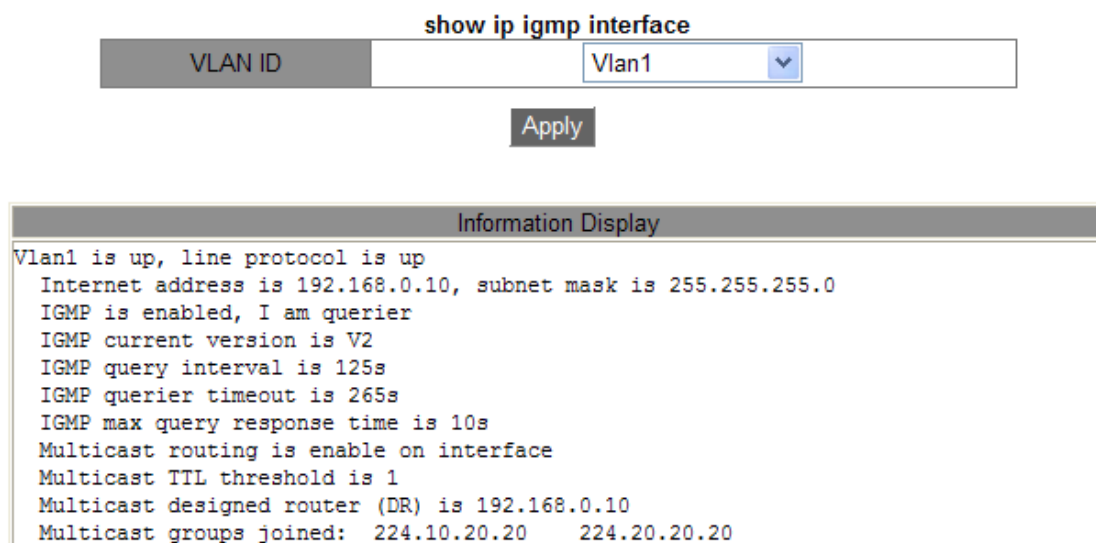 show ip igmp interface
VLAN ID Vlan1
Apply
Information Display
Vlan1 is up, line protocol is up
Internet address is 192.168.0.10, subnet mask is 255.255.255.0
IGMP is enabled, I am querier
IGMP current version is V2
IGMP query interval is 125s
IGMP querier timeout is 265s
IGMP max query response time is 10s
Multicast routing is enable on interface
Multicast TTL threshold is 1
Multicast designed router (DR) is 192.168.0.10
Multicast groups joined: 224.10.20.20 224.20.20.20